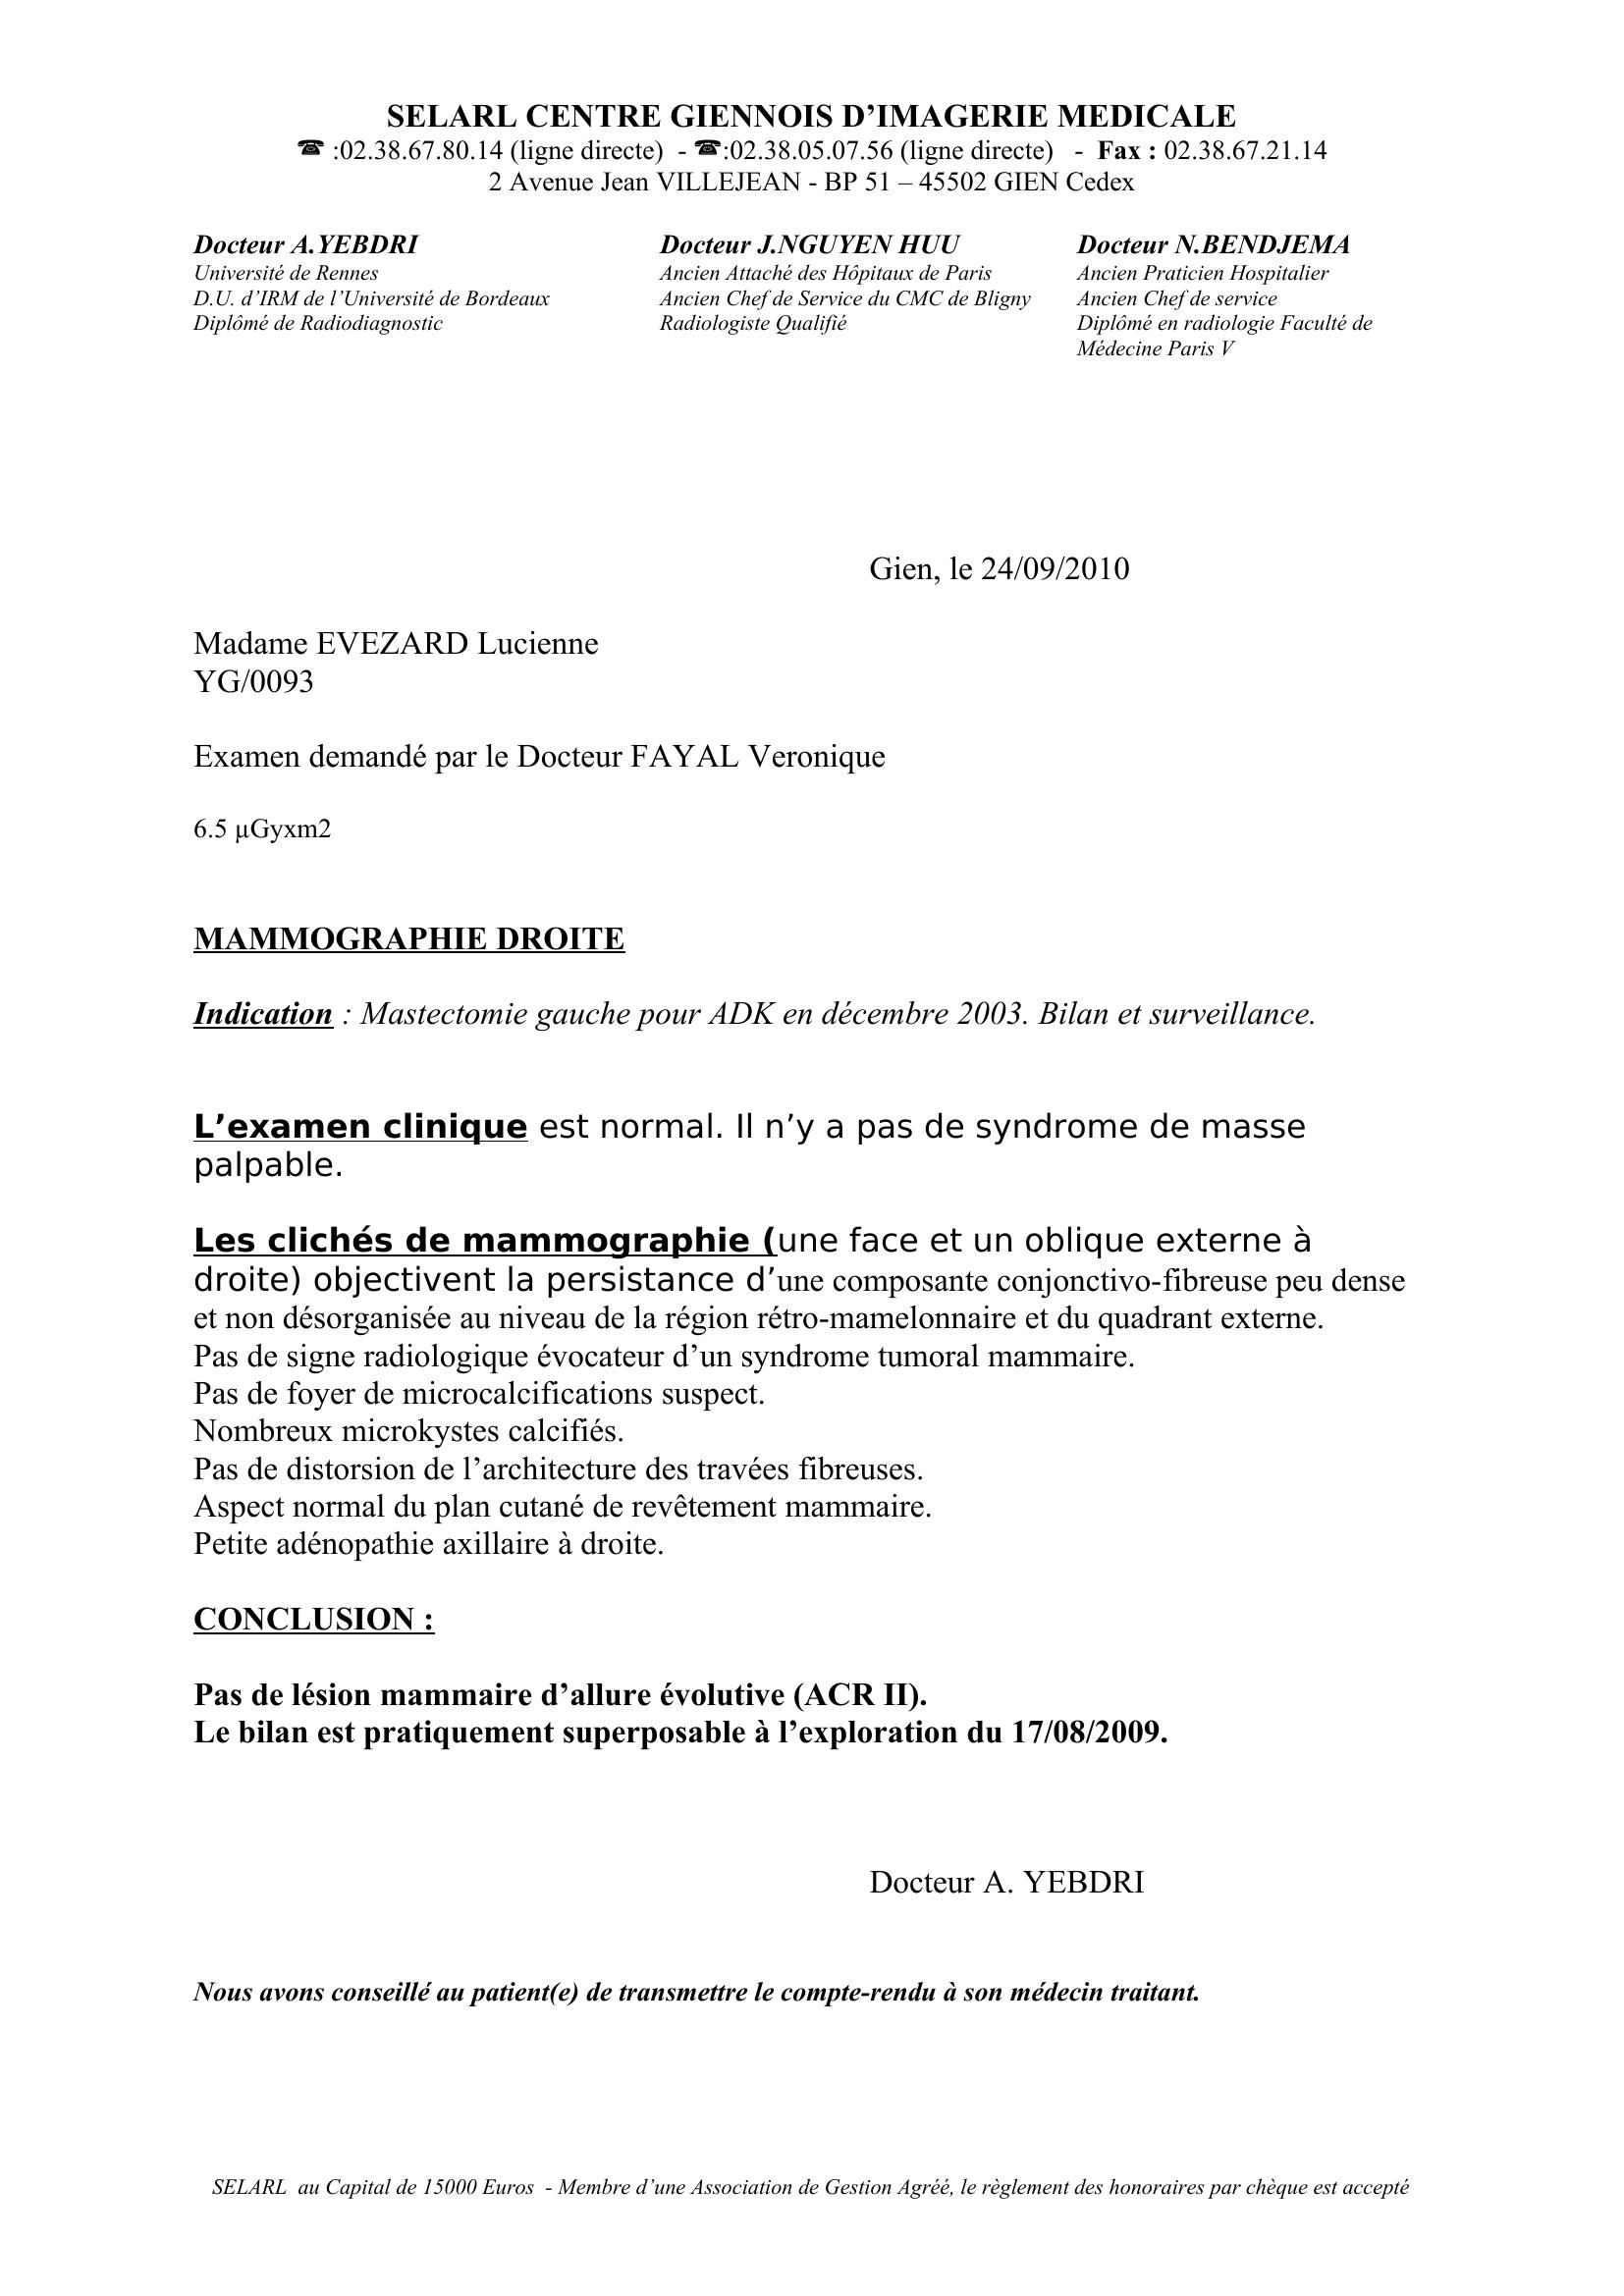 SELARL CENTRE GIENNOIS D’IMAGERIE MEDICALE
☎ :02.38.67.80.14 (ligne directte) - ☎:02.38.05.07.56 (ligne directe) - Fax : 02.38.67.21.14
2 Avenue Jean VILLEJEAN - BP 51 – 45502 GIEN Cedex
Docteur A.YEBDRI
Université de Rennes
D.U. d’IRM de l’Université de Bordeaux
Diplômé de Radiodiagnostic
Docteur J.NGUYEN HUU
Ancien Attaché des Hôpitaux de Paris
Ancien Chef de Service du CMC de Bligny
Radiologiste Qualifié
Docteur N.BENDJEMA
Ancien Praticien Hospitalier
Ancien Chef de service
Diplômé en radiologie Faculté de
Médecine Paris V
Gien, le 24/09/2010
Madame EVEZARD Lucienne
YG/0093
Examen demandé par le Docteur FAYAL Veronique
6.5 µGyxm2
MAMMOGRAPHIE DROITE
Indication : Mastectomie gauche pour ADK en décembre 2003. Bilan et surveillance.
L’examen clinique est normal. Il n’y a pas de syndrome de masse
palpable.
Les clichés de mammographie (une face et un oblique externe à
droite) objectivent la persistance d’une composante conjonctivo-fibreuse peu dense
et non désorganisée au niveau de la région rétro-mamelonnaire et du quadrant externe.
Pas de signe radiologique évocateur d’un syndrome tumoral mammaire.
Pas de foyer de microcalcifications suspect.
Nombreux microkystes calcifiés.
Pas de distorsion de l’architecture des travées fibreuses.
Aspect normal du plan cutané de revêtement mammaire.
Petite adénopathie axillaire à droite.
CONCLUSION :
Pas de lésion mammaire d’allure évolutive (ACR II).
Le bilan est pratiquement superposable à l’exploration du 17/08/2009.
Docteur A. YEBDRI
Nous avons conseillé au patient(e) de transmettre le compte-rendu à son médecin traitant.
SELARL au Capital de 15000 Euros - Membre d’une Association de Gestion Agréé, le règlement des honoraires par chèque est accepté